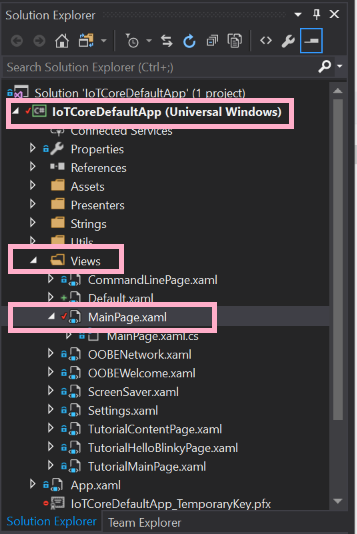 Solution Explorer
Search Solution Explorer (Ctrl+;)
Solution 'IoTCoreDefaultApp' (1 project)
IoTCoreDefaultApp (Universal Windows)
Connected Services
Properties
References
Assets
Presenters
Strings
Utils
Views
CommandLinePage.xaml
Default.xaml
MainPage.xaml
MainPage.xaml.cs
OOBENetwork.xaml
OOBEWelcome.xaml
ScreenSaver.xaml
Settings.xaml
TutorialContentPage.xaml
TutorialHelloBlinkyPage.xaml
TutorialMainPage.xaml
App.xaml
IoTCoreDefaultApp_TemporaryKey.pfx
Solution Explorer Team Explorer